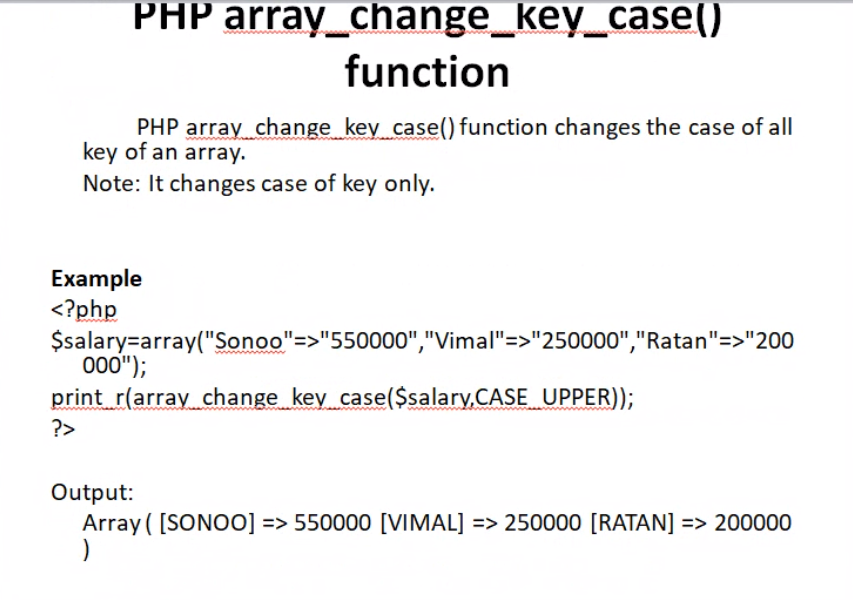 PHP array_change_key_case()
function
PHP array_change_key_case() function changes the case of all
key of an array.
Note: It changes case of key only.
Example
<?php
$salary=array("Sonoo"=>"550000","Vimal"=>"250000","Ratan"=>"200
000");
print_r(array_change_key_case($salary,CASE_UPPER));
?>
Output:
Array ( [SONOO] => 550000 [VIMAL] => 250000 [RATAN] => 200000
)